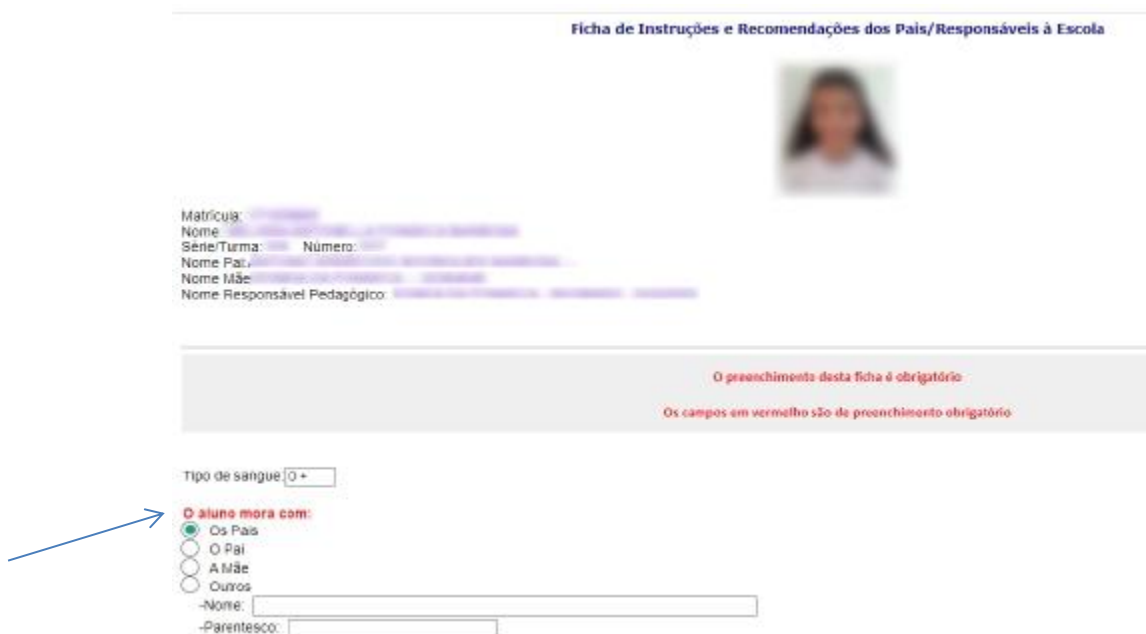 Ficha de Instruções e Recomendações dos Pais/Responsáveis à Escola
Matrícula:
Nome
Série/Turma: Número:
Nome Pai:
Nome Mãe
Nome Responsável Pedagógico:
O preenchimento desta ficha é obrigatório
Os campos em vermelho são de preenchimento obrigatório
Tipo de sangue: O +
O aluno mora com:
Os Pais
O Pai
A Mãe
Outros
-Nome:
-Parentesco: